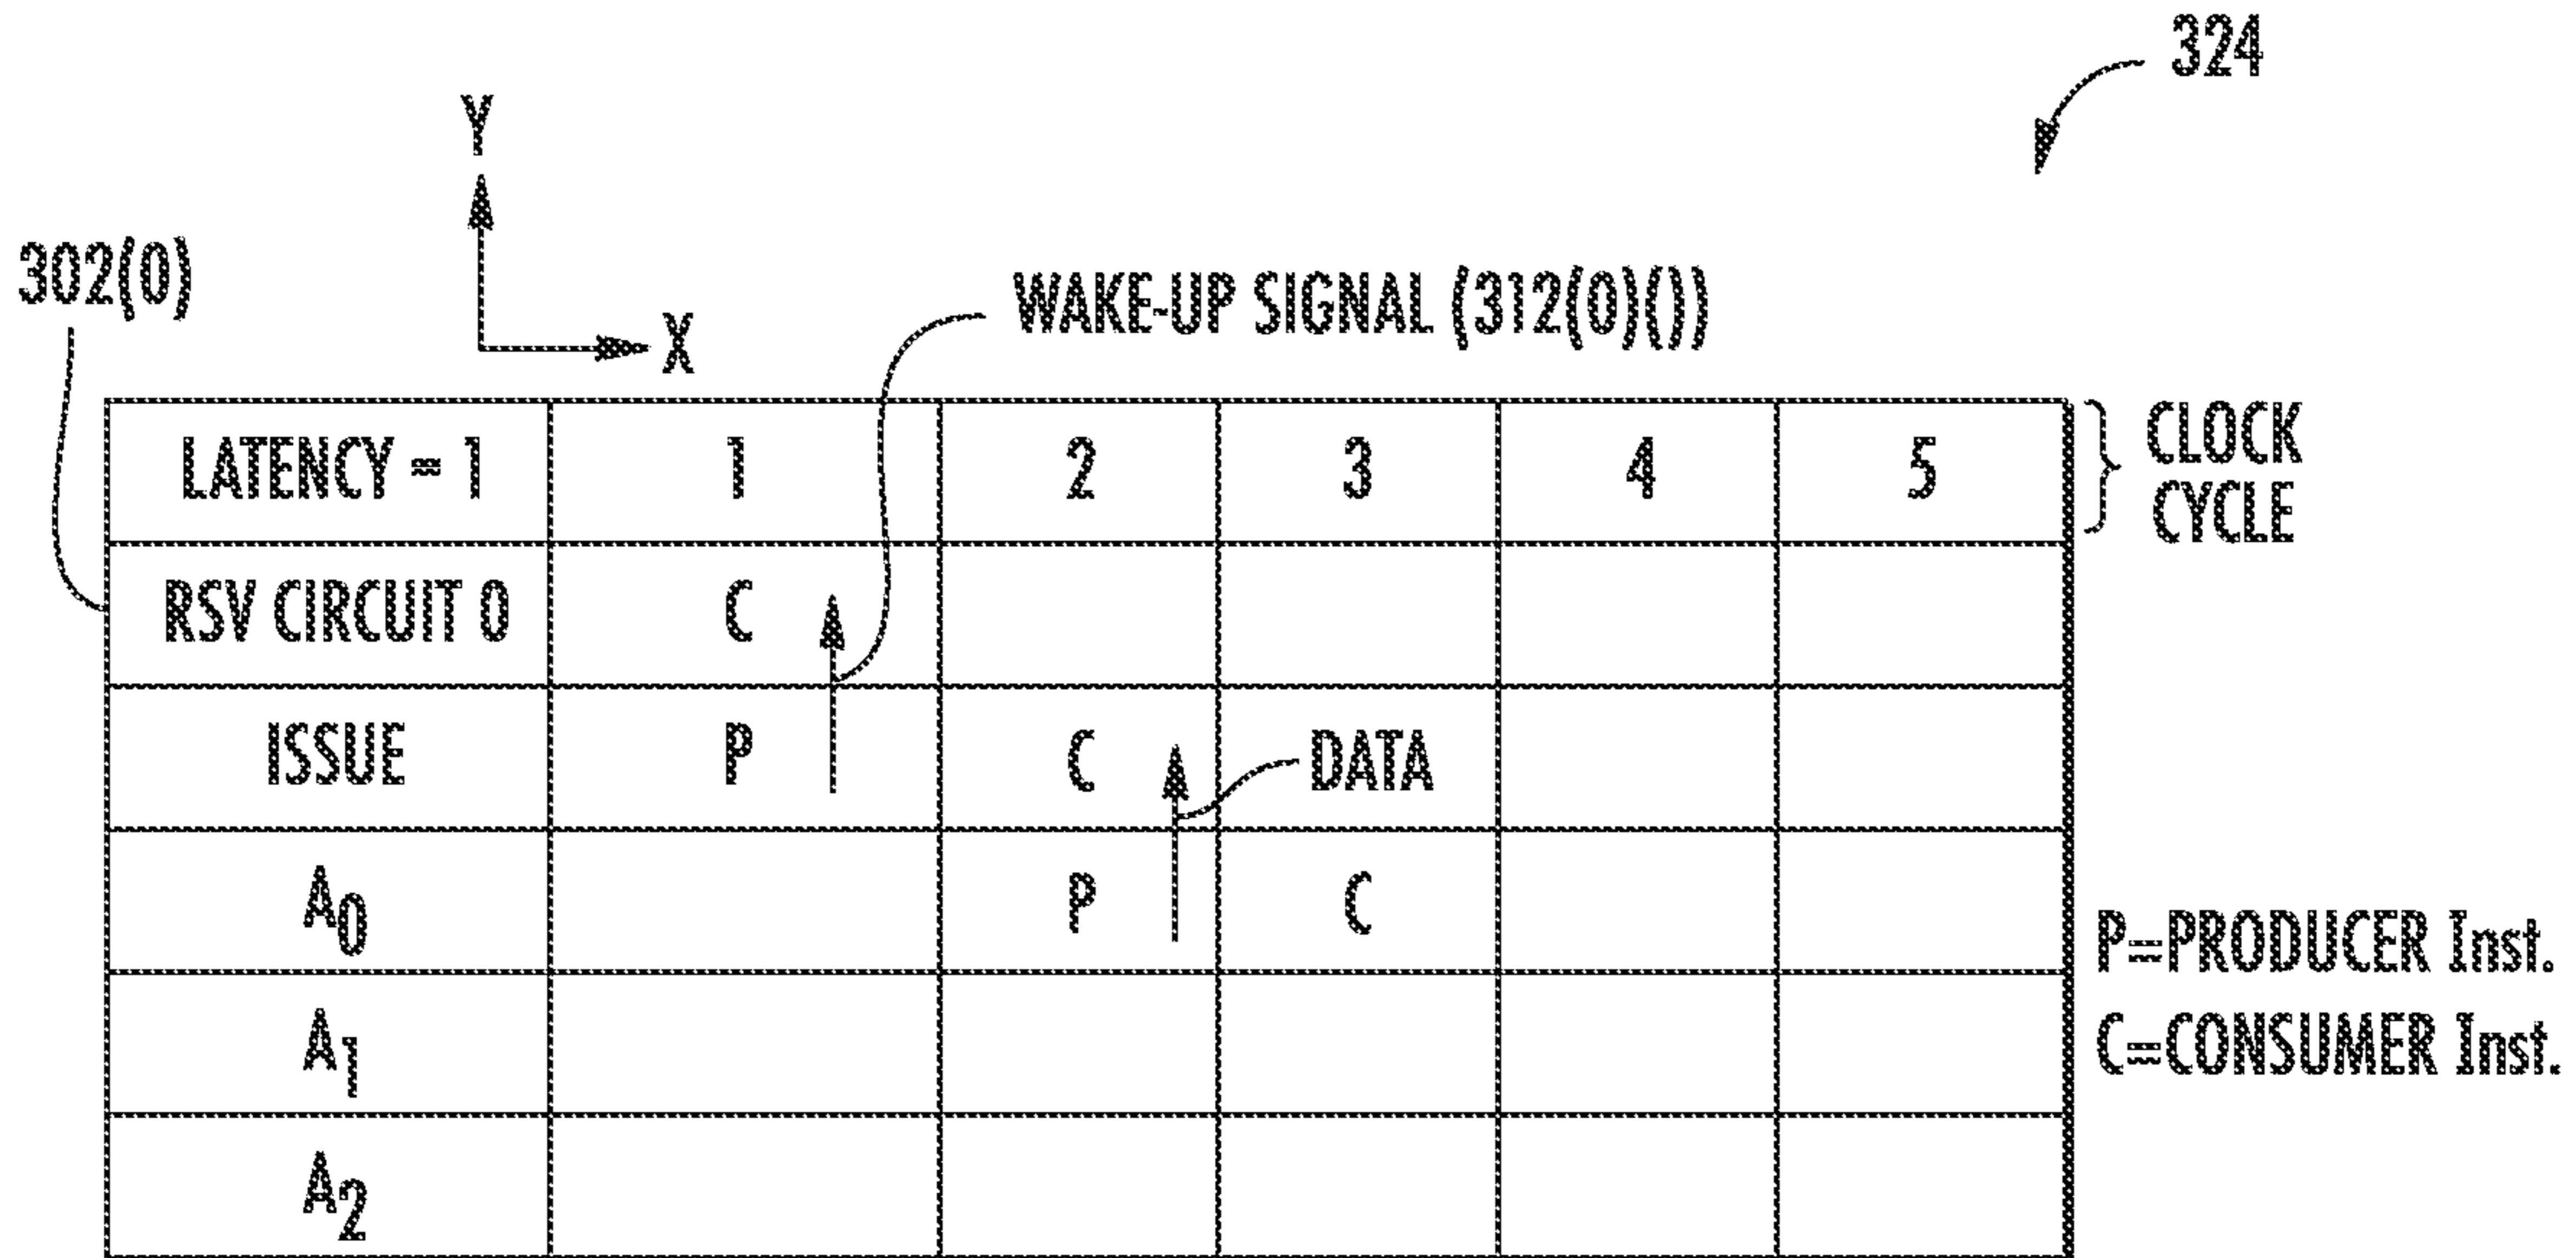 324
Y
302(0)
WAKE-UP SIGNAL (312(0)())
X
LATENCY = 1 1 2 3 4 5 CLOCK CYCLE
RSV CIRCUIT 0 C
ISSUE P C DATA
A0 P C
P=PRODUCER Inst.
A1 C=CONSUMER Inst.
A2